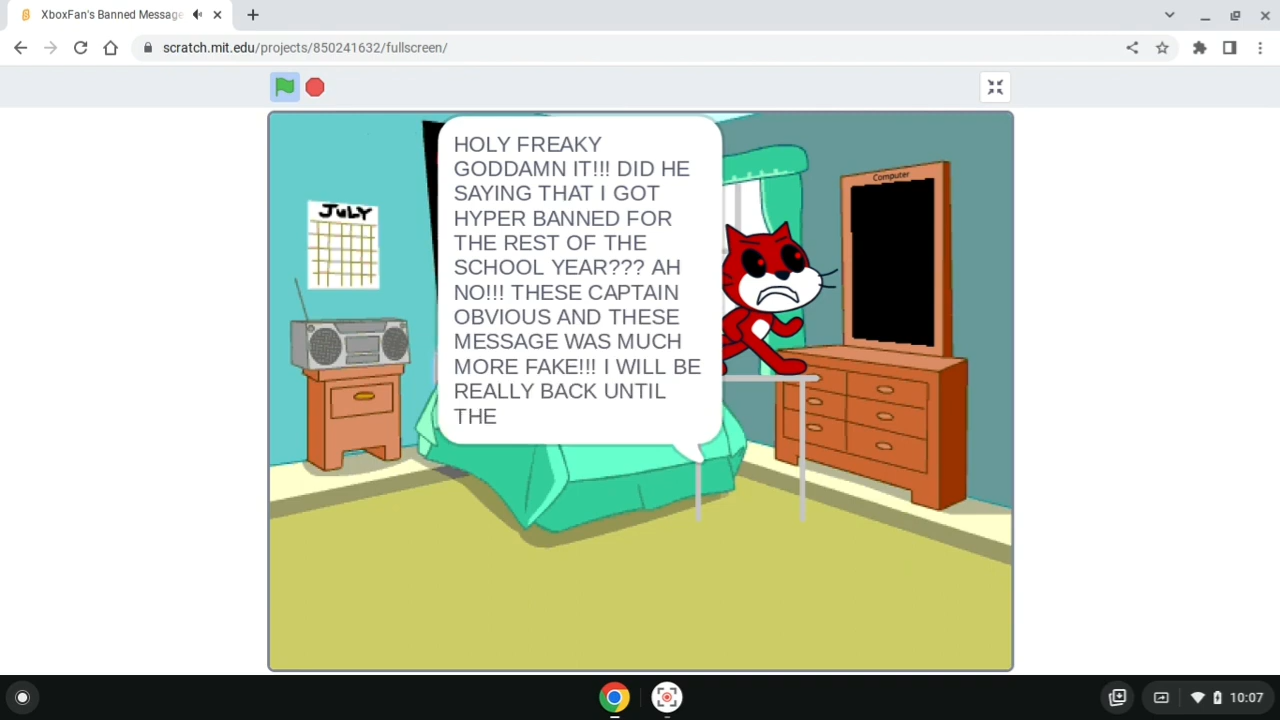 XboxFan's Banned Message
scratch.mit.edu/projects/850241632/fullscreen/
JULY
Computer
HOLY FREAKY
GODDAMN IT!!! DID HE
SAYING THAT I GOT
HYPER BANNED FOR
THE REST OF THE
SCHOOL YEAR??? AH
NO!!! THESE CAPTAIN
OBVIOUS AND THESE
MESSAGE WAS MUCH
MORE FAKE!!! I WILL BE
REALLY BACK UNTIL
THE
10:07